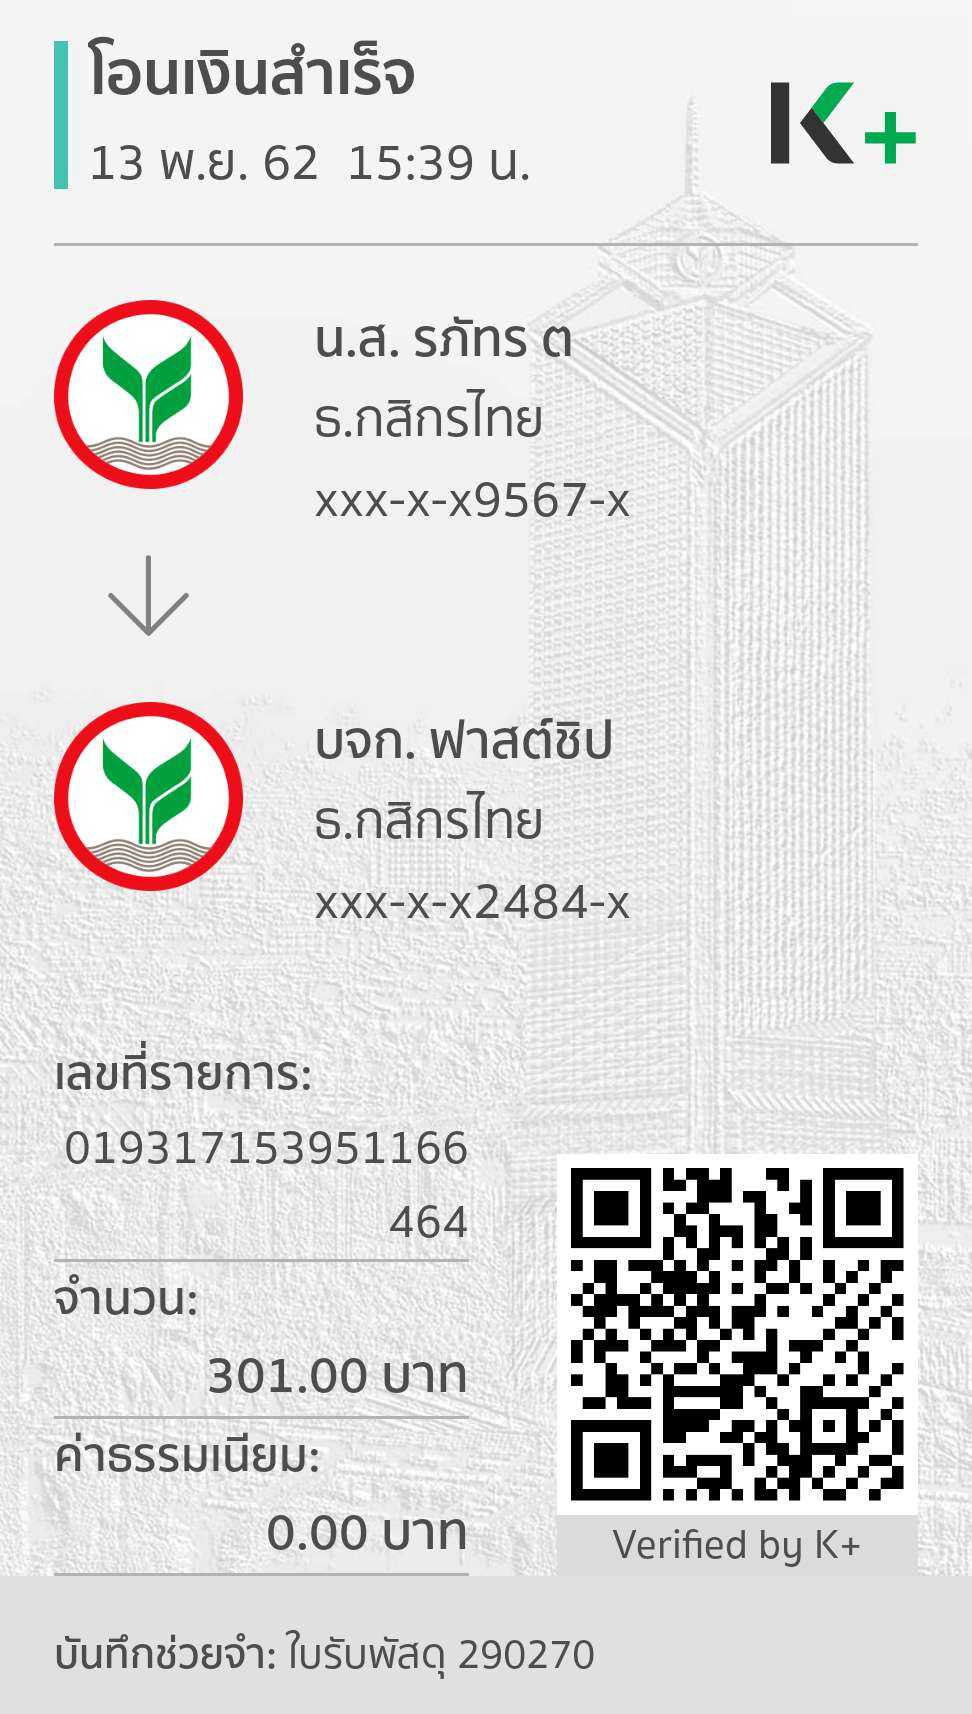 โอนเงินสำเร็จ
13 พ.ย. 62  15:39 น.
K+
น.ส. รภัทร ต
ธ.กสิกรไทย
xxx-x-x9567-x
บจก. ฟาสต์ชิป
ธ.กสิกรไทย
xxx-x-x2484-x
เลขที่รายการ:
019317153951166
464
จำนวน:
301.00 บาท
ค่าธรรมเนียม:
0.00 บาท
Verified by K+
บันทึกช่วยจำ: ใบรับพัสดุ 290270